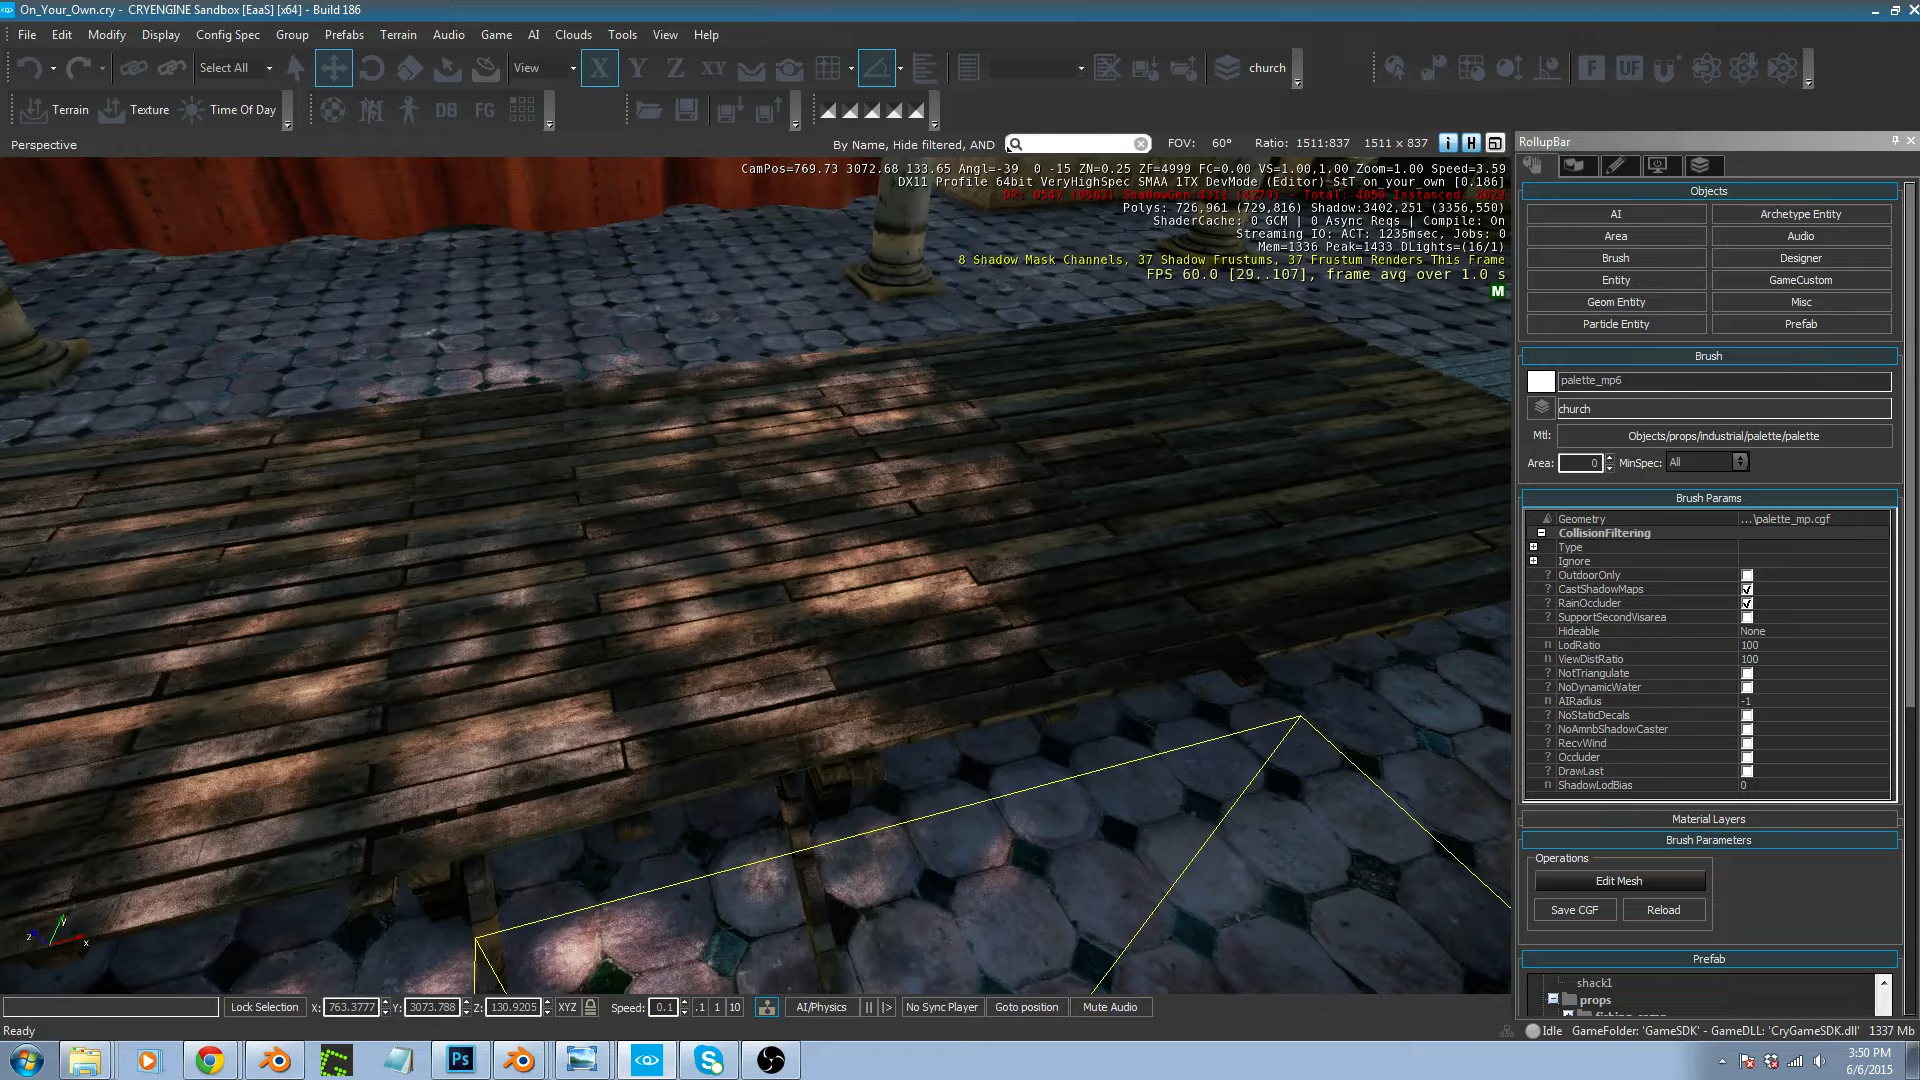 On_Your_Own.cry - CRYENGINE Sandbox [EaaS] [x64] - Build 186
File Edit Modify Display Config Spec Group Prefabs Terrain Audio Game AI Clouds Tools View Help
Select All View X Y Z XY church F UF
Terrain Texture Time Of Day DB FG
Perspective By Name, Hide filtered, AND FOV: 60° Ratio: 1511:837 1511 x 837 i H
RollupBar
CamPos=769.73 3072.68 133.65 Angl=-39 0 -15 ZN=0.25 ZF=4999 FC=0.00 VS=1.00,1.00 Zoom=1.00 Speed=3.59
DX11 Profile 64bit VeryHighSpec SMAA 1TX DevMode (Editor) StT on_your_own [0.186]
Polys: 726,961 (729,816) Shadow:3402,251 (3356,550)
ShaderCache: 0 GCM | 0 Async Reqs | Compile: On
Streaming IO: ACT: 1235msec, Jobs: 0
Mem=1336 Peak=1433 DLights=(16/1)
8 Shadow Mask Channels, 37 Shadow Frustums, 37 Frustum Renders This Frame
FPS 60.0 [29..107], frame avg over 1.0 s
M
Objects
AI Archetype Entity
Area Audio
Brush Designer
Entity GameCustom
Geom Entity Misc
Particle Entity Prefab
Brush
palette_mp6
church
Mtl: Objects/props/industrial/palette/palette
Area: 0 MinSpec: All
Brush Params
Geometry ...\palette_mp.cgf
CollisionFiltering
Type
Ignore
? OutdoorOnly
? CastShadowMaps
? RainOccluder
? SupportSecondVisarea
Hideable None
n LodRatio 100
n ViewDistRatio 100
? NotTriangulate
? NoDynamicWater
n AIRadius -1
? NoStaticDecals
? NoAmnbShadowCaster
? RecvWind
? Occluder
? DrawLast
n ShadowLodBias 0
Material Layers
Brush Parameters
Operations
Edit Mesh
Save CGF Reload
Prefab
shack1
props
z y x
Lock Selection X: 763.3777 Y: 3073.788 Z: 130.9205 XYZ Speed: 0.1 .1 1 10 AI/Physics No Sync Player Goto position Mute Audio
Ready Idle GameFolder: 'GameSDK' - GameDLL: 'CryGameSDK.dll' 1337 Mb
Ps
3:50 PM
6/6/2015